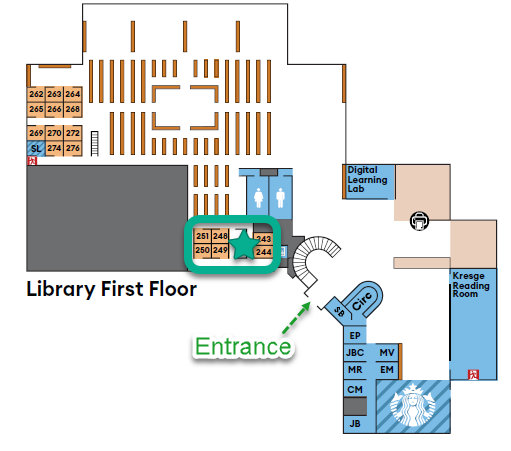 262 263 264
265 266 268
269 270 272
SL 274 276
Digital
Learning
Lab
251 248
250 249
243
244
Kresge
Reading
Room
Library First Floor
Circ
SB
Entrance
EP
JBC MV
MR EM
CM
JB